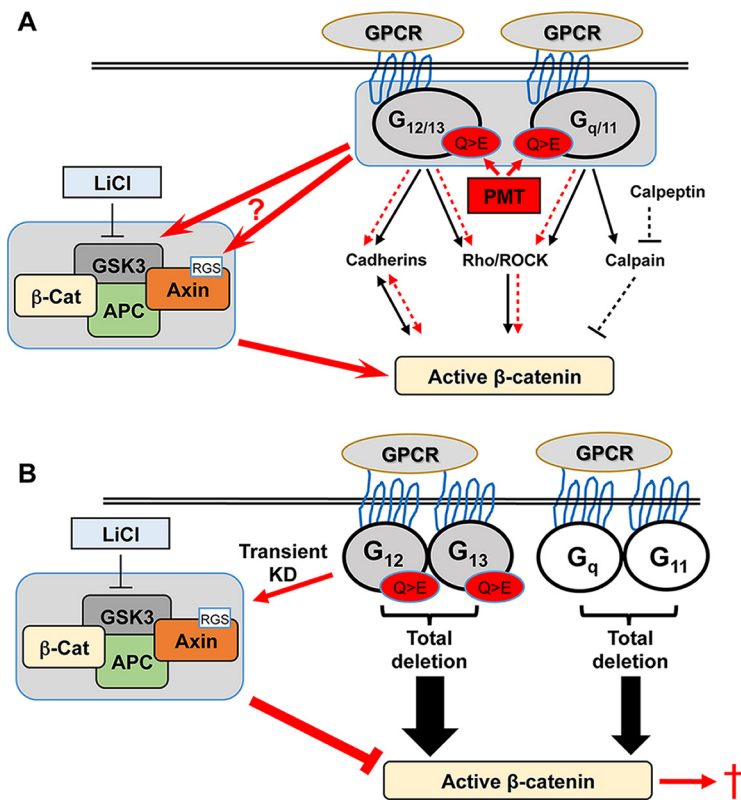 A
GPCR
GPCR
G12/13
Gq/11
Q>E
Q>E
LiCl
?
PMT
Calpeptin
GSK3
RGS
β-Cat
Axin
APC
Cadherins
Rho/ROCK
Calpain
Active β-catenin
B
GPCR
GPCR
LiCl
Transient
KD
G12
G13
Gq
G11
Q>E
Q>E
GSK3
RGS
β-Cat
Axin
APC
Total
deletion
Total
deletion
Active β-catenin
†